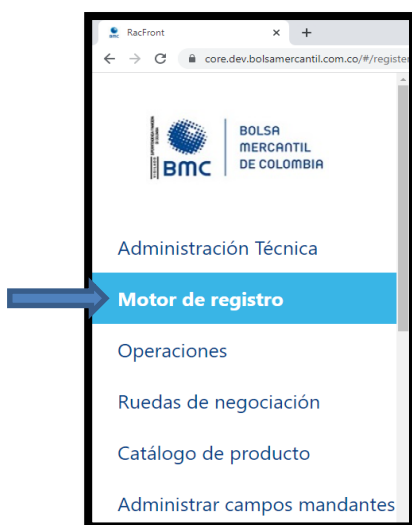 RacFront
core.dev.bolsamercantil.com.co/#/register
BMC
BOLSA
MERCANTIL
DE COLOMBIA
Administración Técnica
Motor de registro
Operaciones
Ruedas de negociación
Catálogo de producto
Administrar campos mandantes